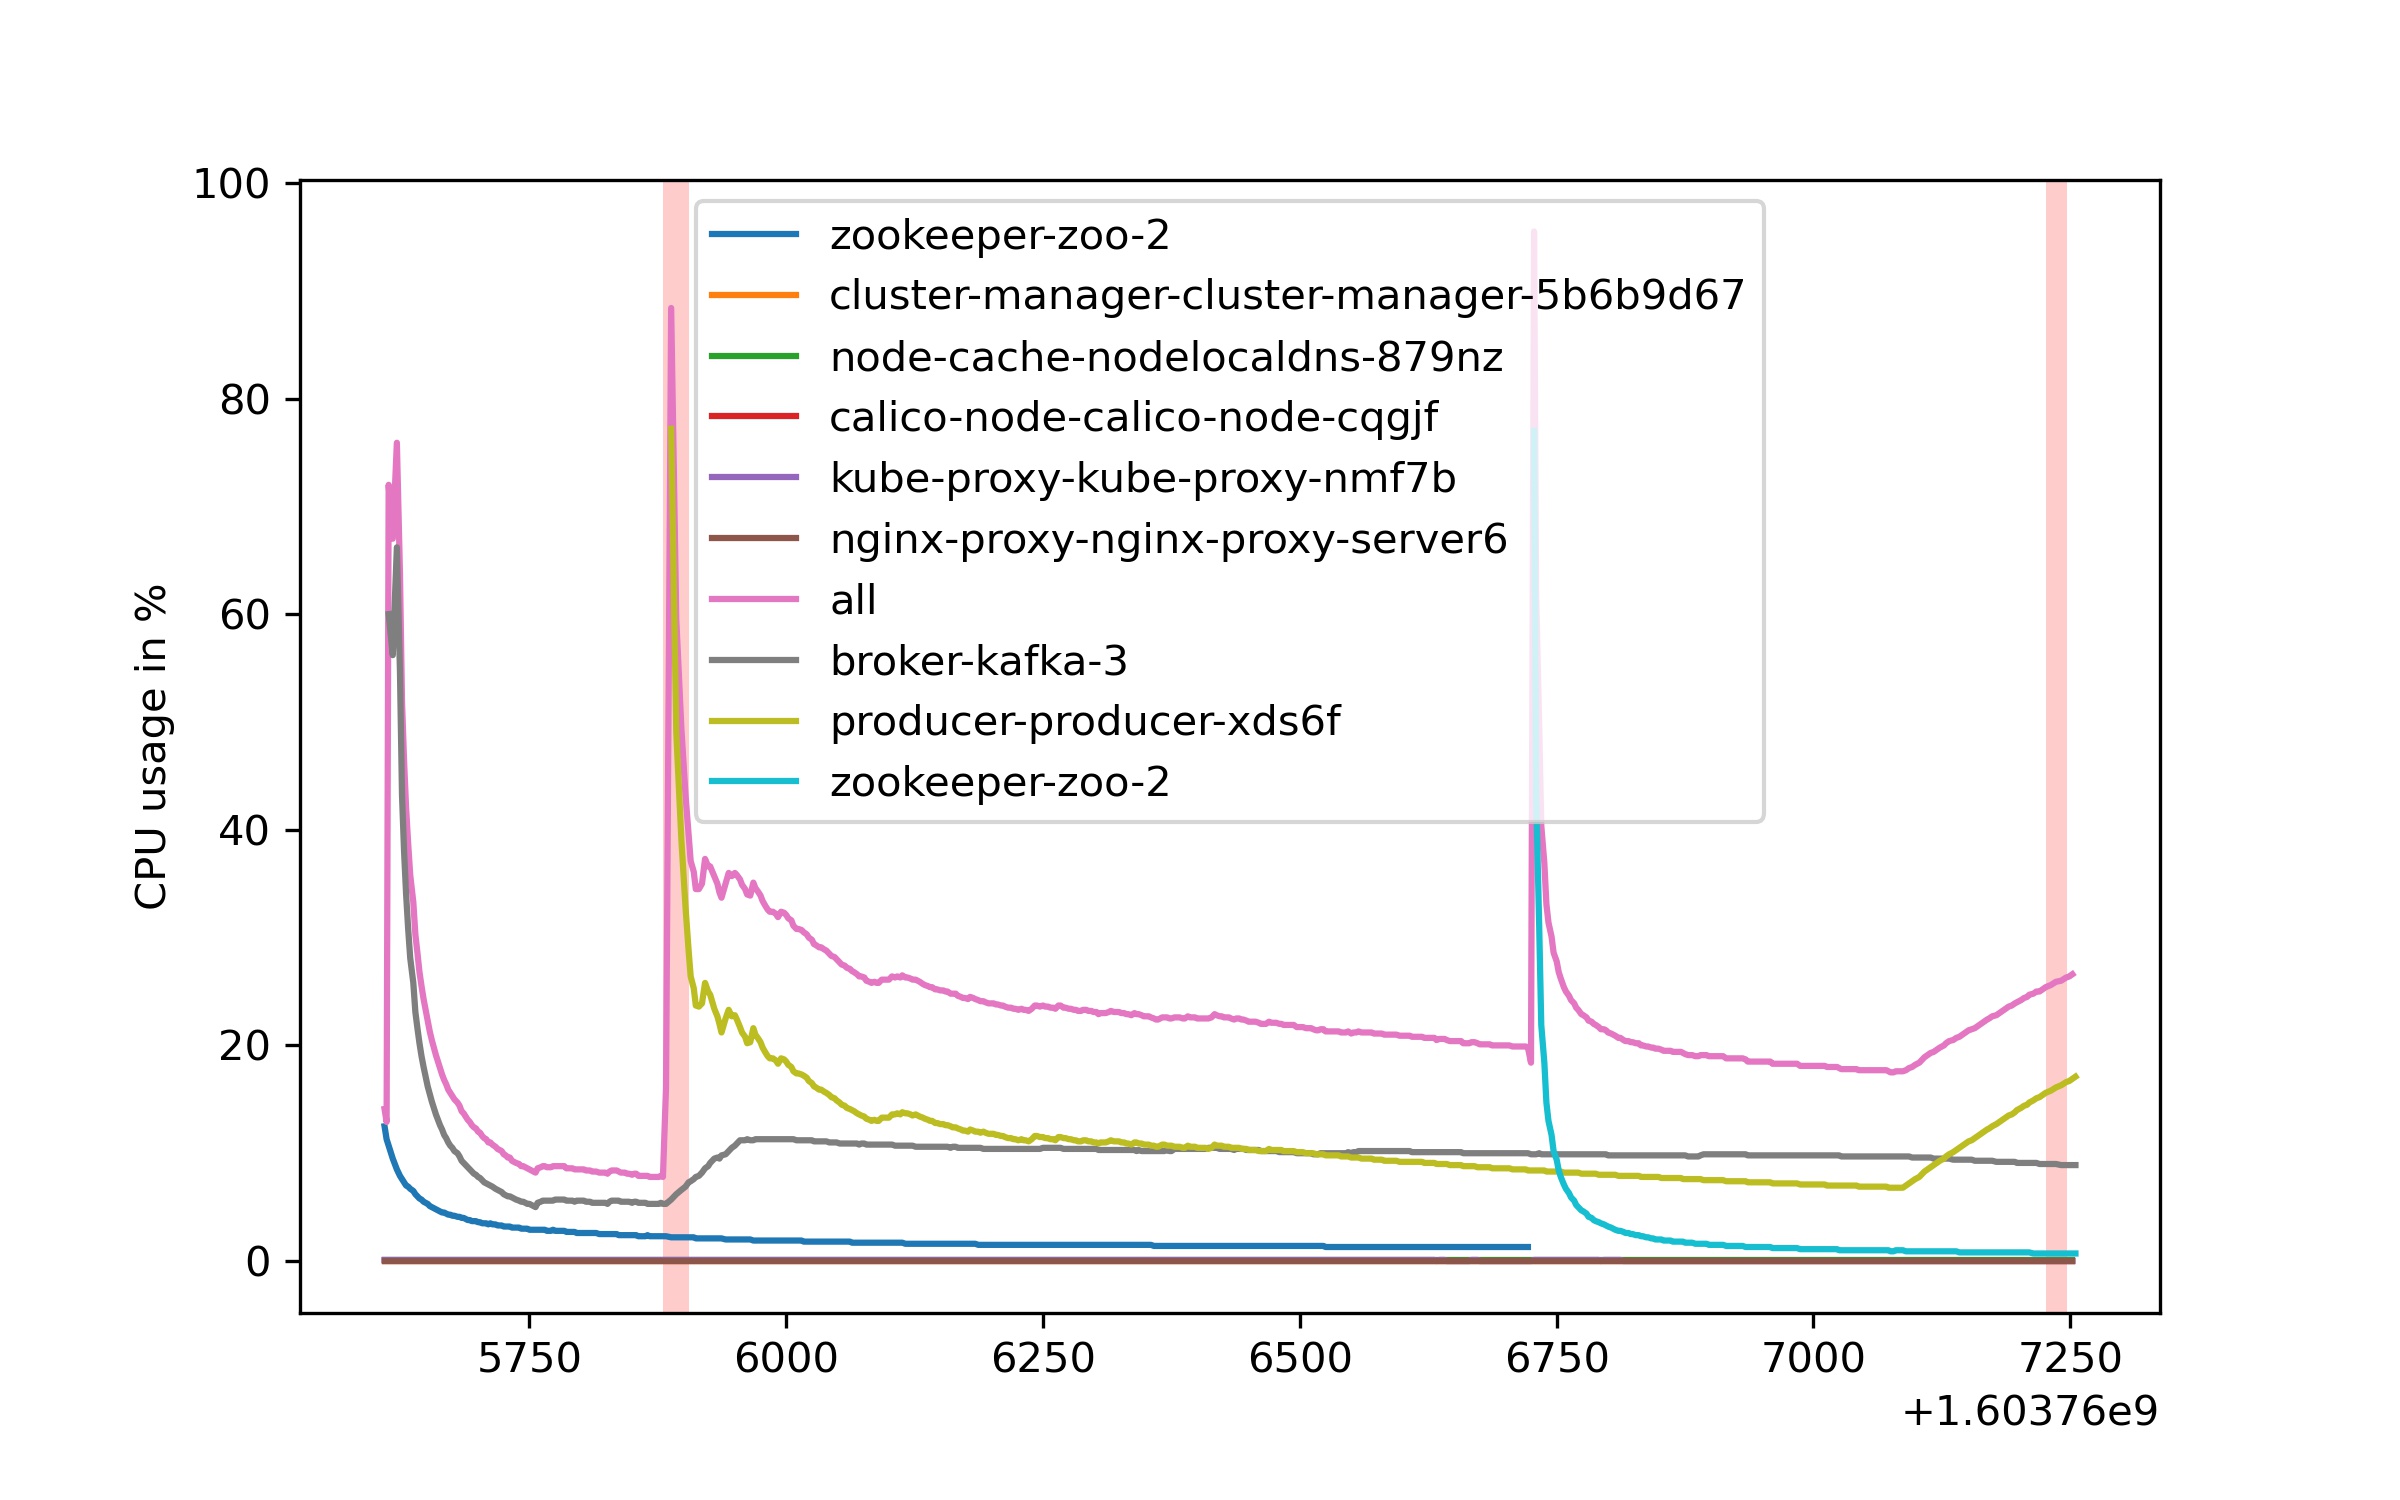 100
80
60
40
20
0
CPU usage in %
zookeeper-zoo-2
cluster-manager-cluster-manager-5b6b9d67
node-cache-nodelocaldns-879nz
calico-node-calico-node-cqgjf
kube-proxy-kube-proxy-nmf7b
nginx-proxy-nginx-proxy-server6
all
broker-kafka-3
producer-producer-xds6f
zookeeper-zoo-2
5750 6000 6250 6500 6750 7000 7250
+1.60376e9